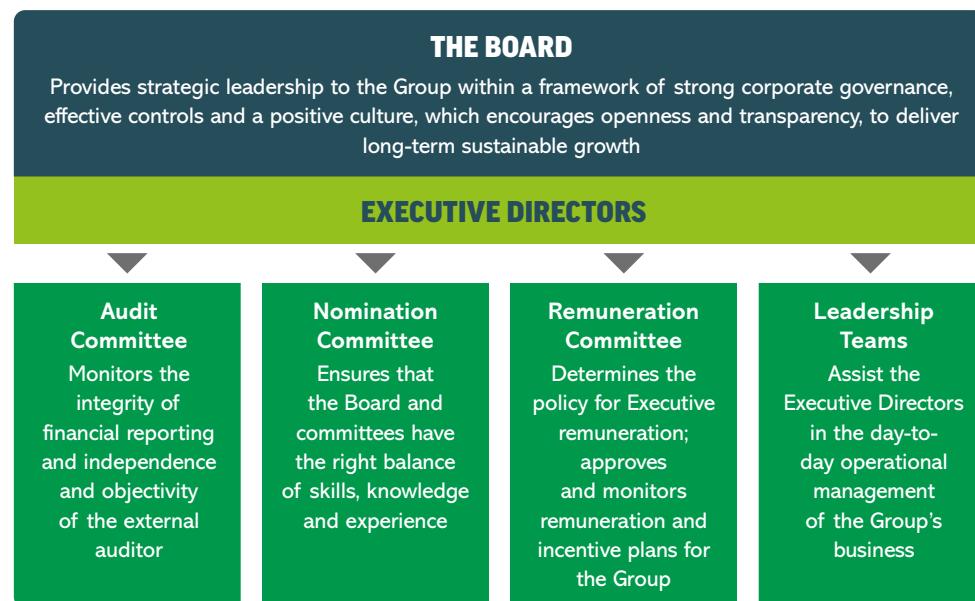 THE BOARD
Provides strategic leadership to the Group within a framework of strong corporate governance,
effective controls and a positive culture, which encourages openness and transparency, to deliver
long-term sustainable growth
EXECUTIVE DIRECTORS
Audit
Committee
Monitors the
integrity of
financial reporting
and independence
and objectivity
of the external
auditor
Nomination
Committee
Ensures that
the Board and
committees have
the right balance
of skills, knowledge
and experience
Remuneration
Committee
Determines the
policy for Executive
remuneration;
approves
and monitors
remuneration and
incentive plans for
the Group
Leadership
Teams
Assist the
Executive Directors
in the day-to-
day operational
management
of the Group's
business